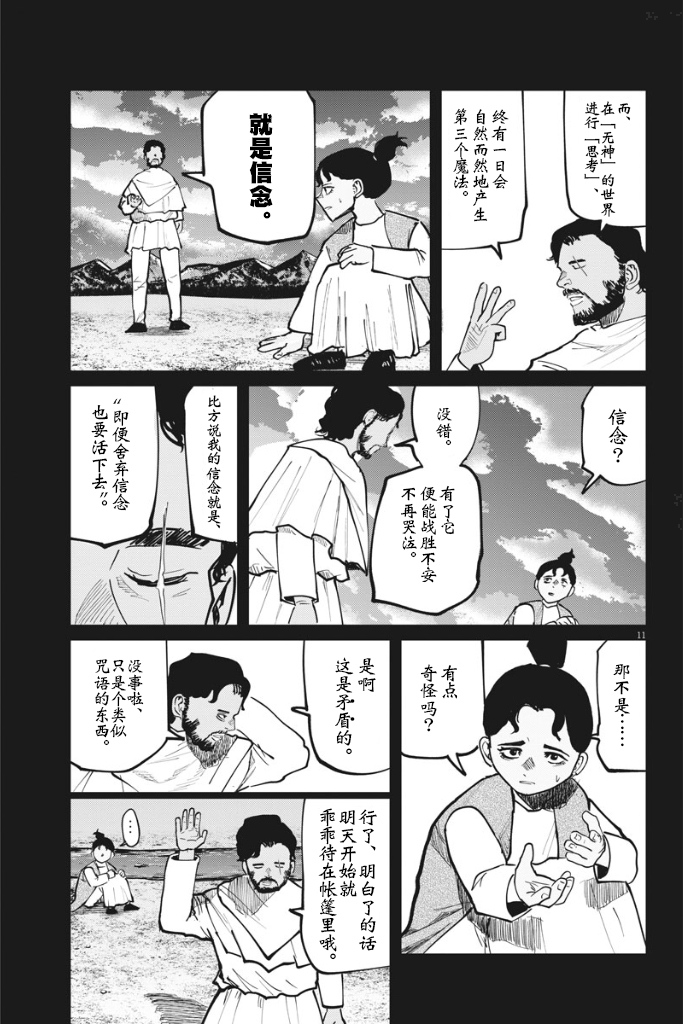 而、
在「无神」的世界
进行「思考」、
终有一日会
自然而然地产生
第三个魔法。
就是信念。
信念？
没错。
有了它
便能战胜不安
不再哭泣。
比方说我的信念就是、
“即便舍弃信念
也要活下去”。
11
那不是……
有点
奇怪吗？
是啊
这是矛盾的。
没事啦、
只是个类似
咒语的东西。
行了、明白了的话
明天开始就
乖乖待在帐篷里哦。
…